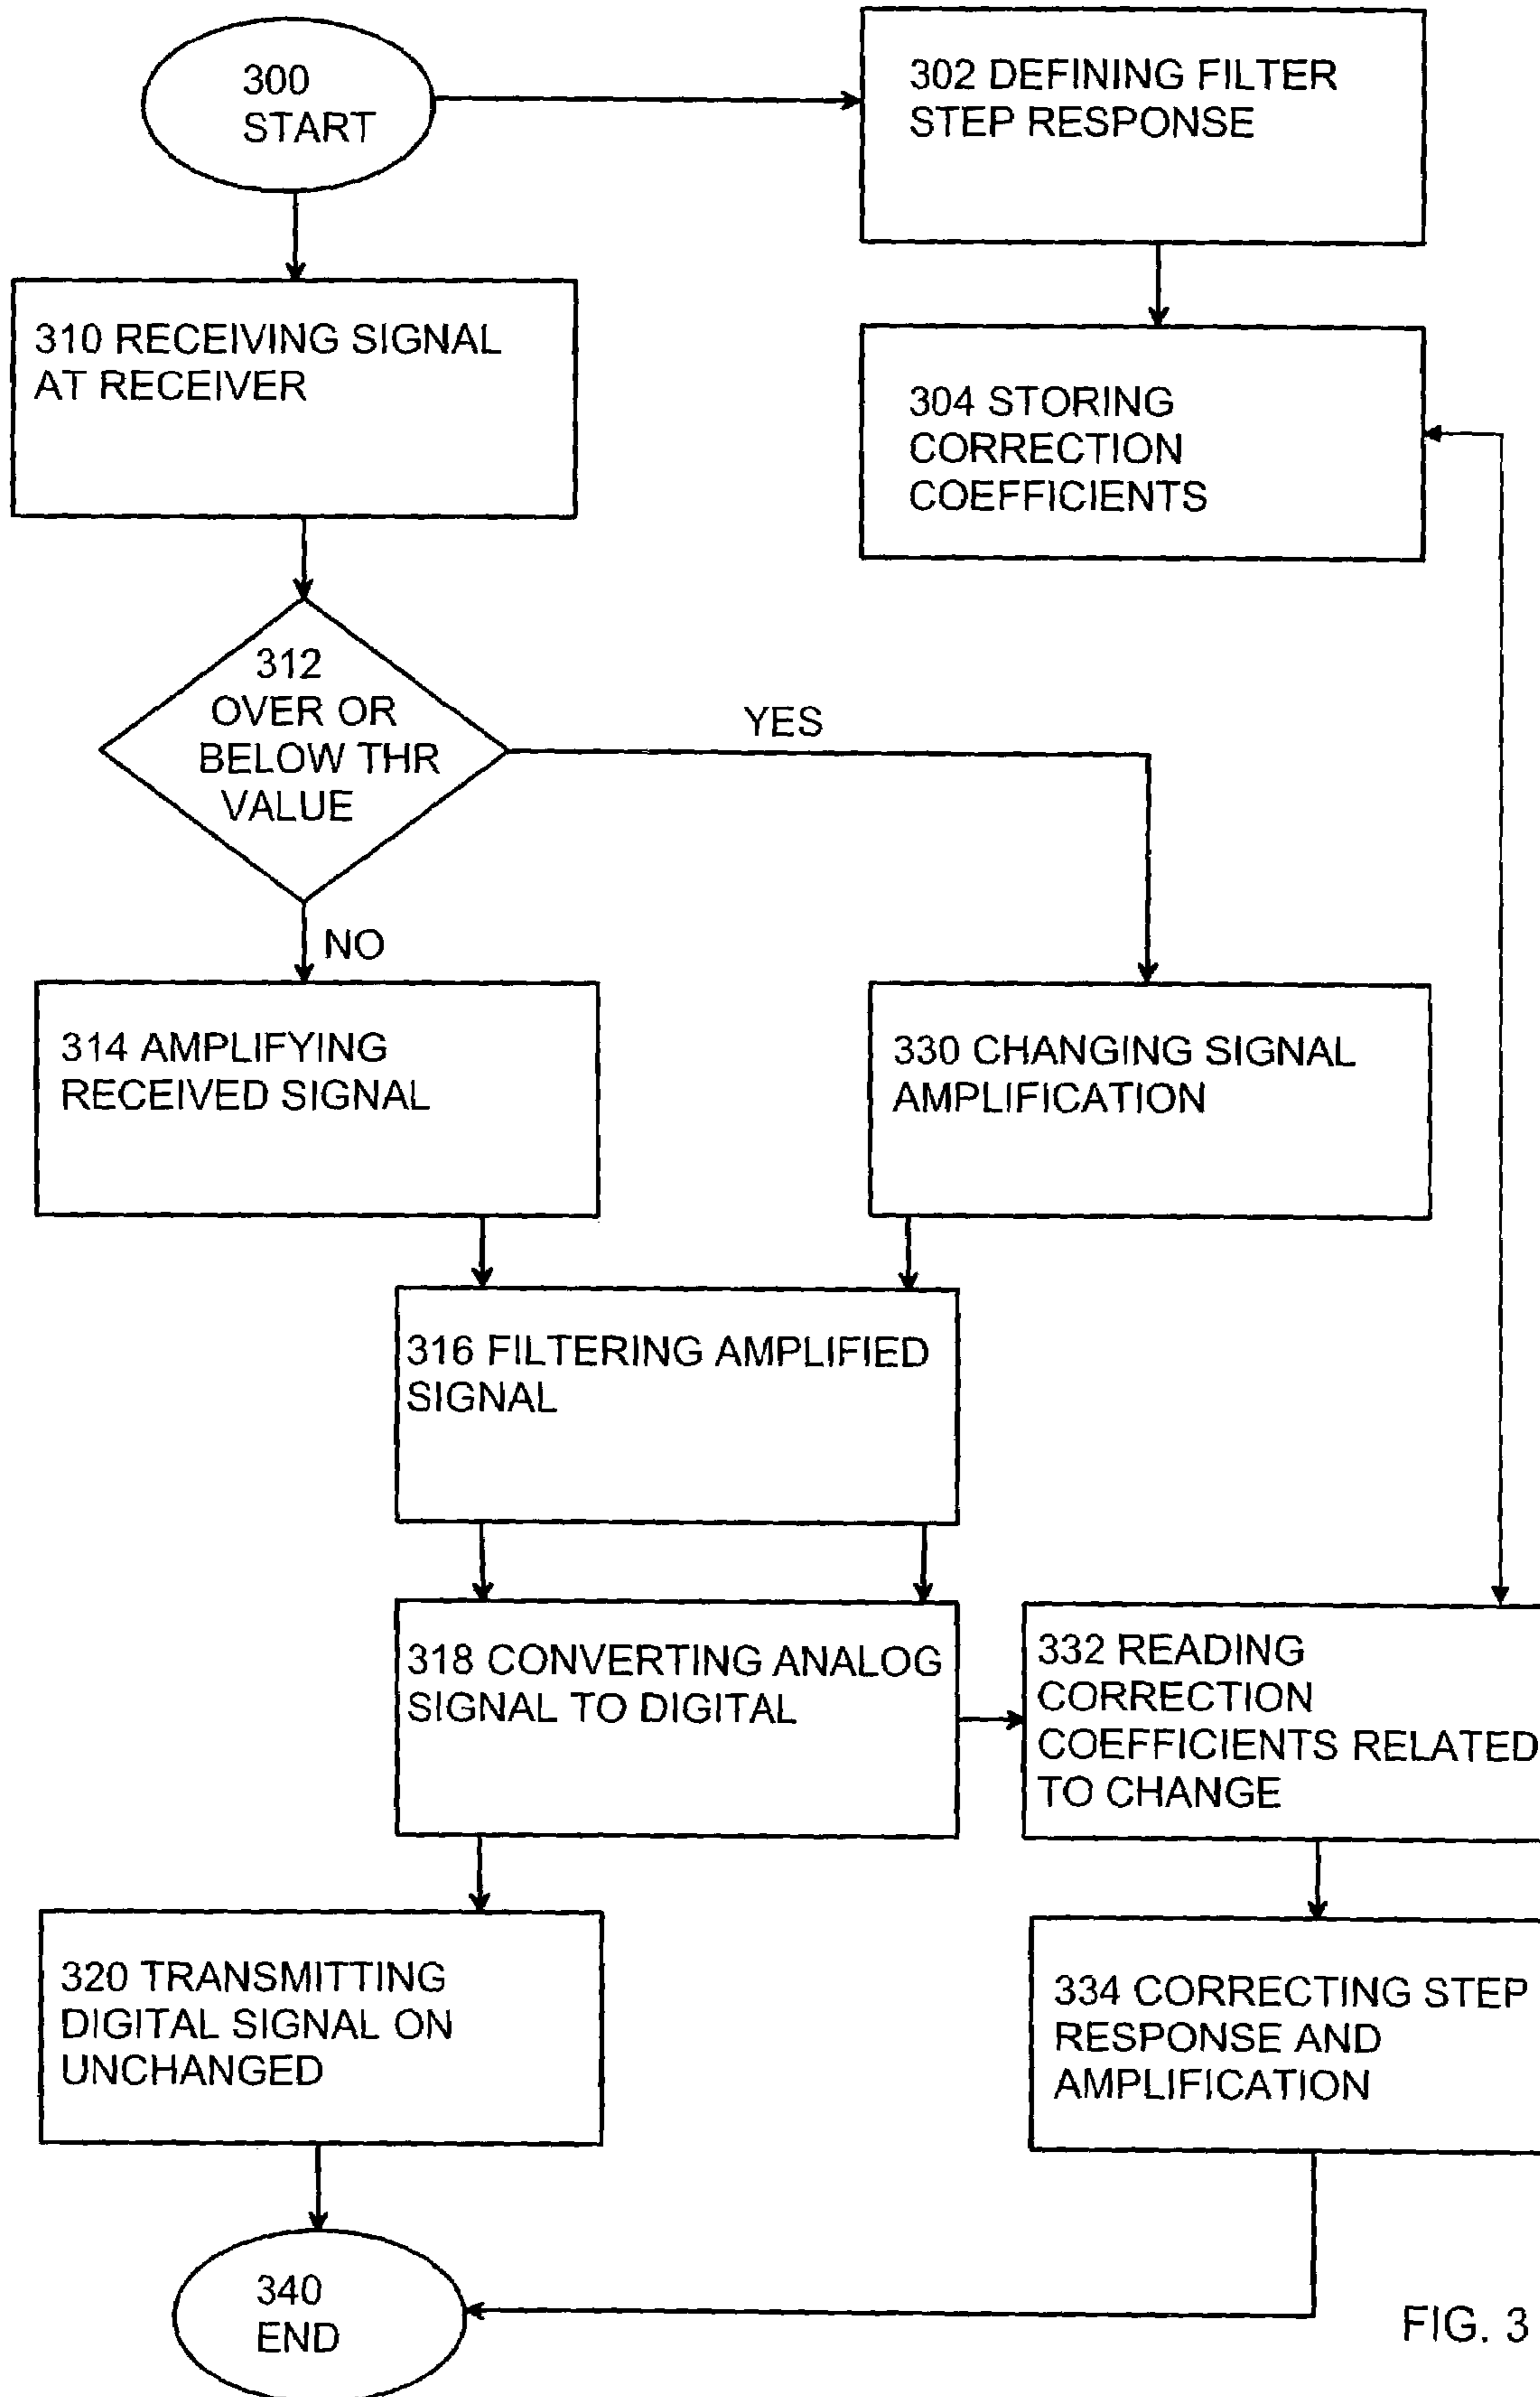 300
START
302 DEFINING FILTER
STEP RESPONSE
310 RECEIVING SIGNAL
AT RECEIVER
304 STORING
CORRECTION
COEFFICIENTS
312
OVER OR
BELOW THR
VALUE
YES
NO
314 AMPLIFYING
RECEIVED SIGNAL
330 CHANGING SIGNAL
AMPLIFICATION
316 FILTERING AMPLIFIED
SIGNAL
318 CONVERTING ANALOG
SIGNAL TO DIGITAL
332 READING
CORRECTION
COEFFICIENTS RELATED
TO CHANGE
320 TRANSMITTING
DIGITAL SIGNAL ON
UNCHANGED
334 CORRECTING STEP
RESPONSE AND
AMPLIFICATION
340
END
FIG. 3